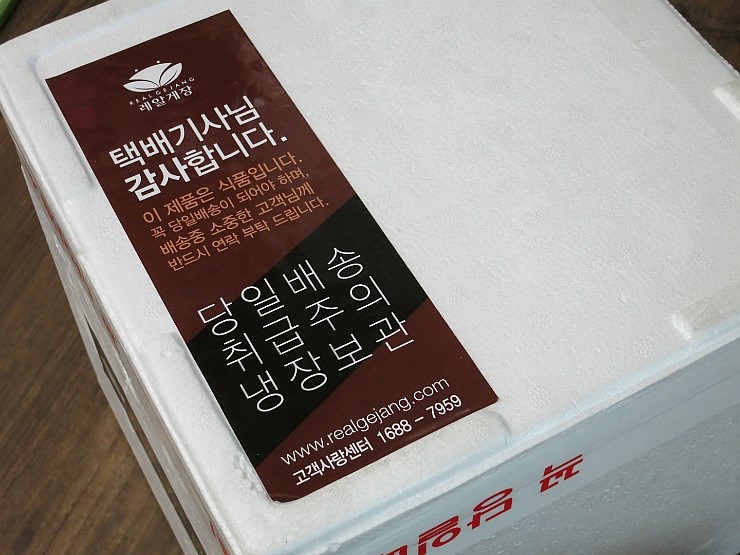 REALGEJANG
레알게장
택배기사님
감사합니다.
이 제품은 식품입니다.
꼭 당일배송이 되어야 하며,
배송중 소중한 고객님께
반드시 연락 부탁 드립니다.
당일배송
취급주의
냉장보관
www.realgejang.com
고객사랑센터 1688 - 7959